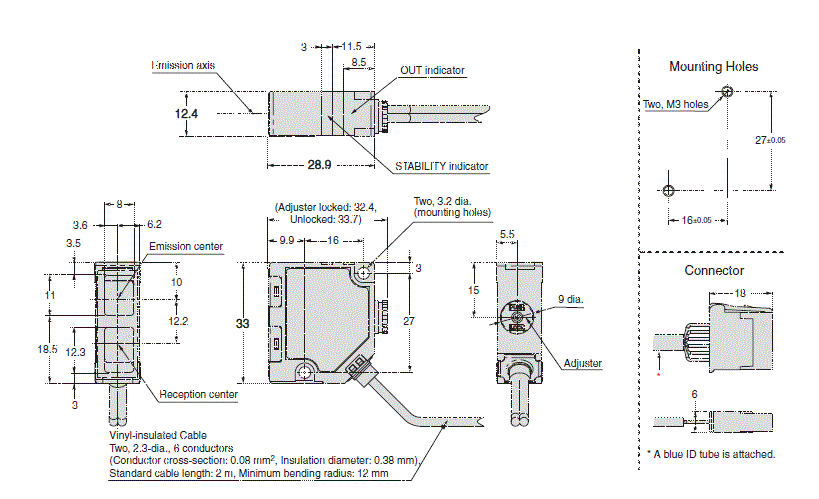 3
11.5
8.5
Emission axis
OUT indicator
12.4
28.9
STABILITY indicator
8
3.6
6.2
3.5
Emission center
10
11
12.2
18.5
12.3
Reception center
3
(Adjuster locked: 32.4,
Unlocked: 33.7)
Two, 3.2 dia.
(mounting holes)
9.9
16
3
33
27
5.5
15
9 dia.
Adjuster
Vinyl-insulated Cable
Two, 2.3-dia., 6 conductors
(Conductor cross-section: 0.08 mm², Insulation diameter: 0.38 mm),
Standard cable length: 2 m, Minimum bending radius: 12 mm
Mounting Holes
Two, M3 holes
27±0.05
16±0.05
Connector
18
*
6
* A blue ID tube is attached.